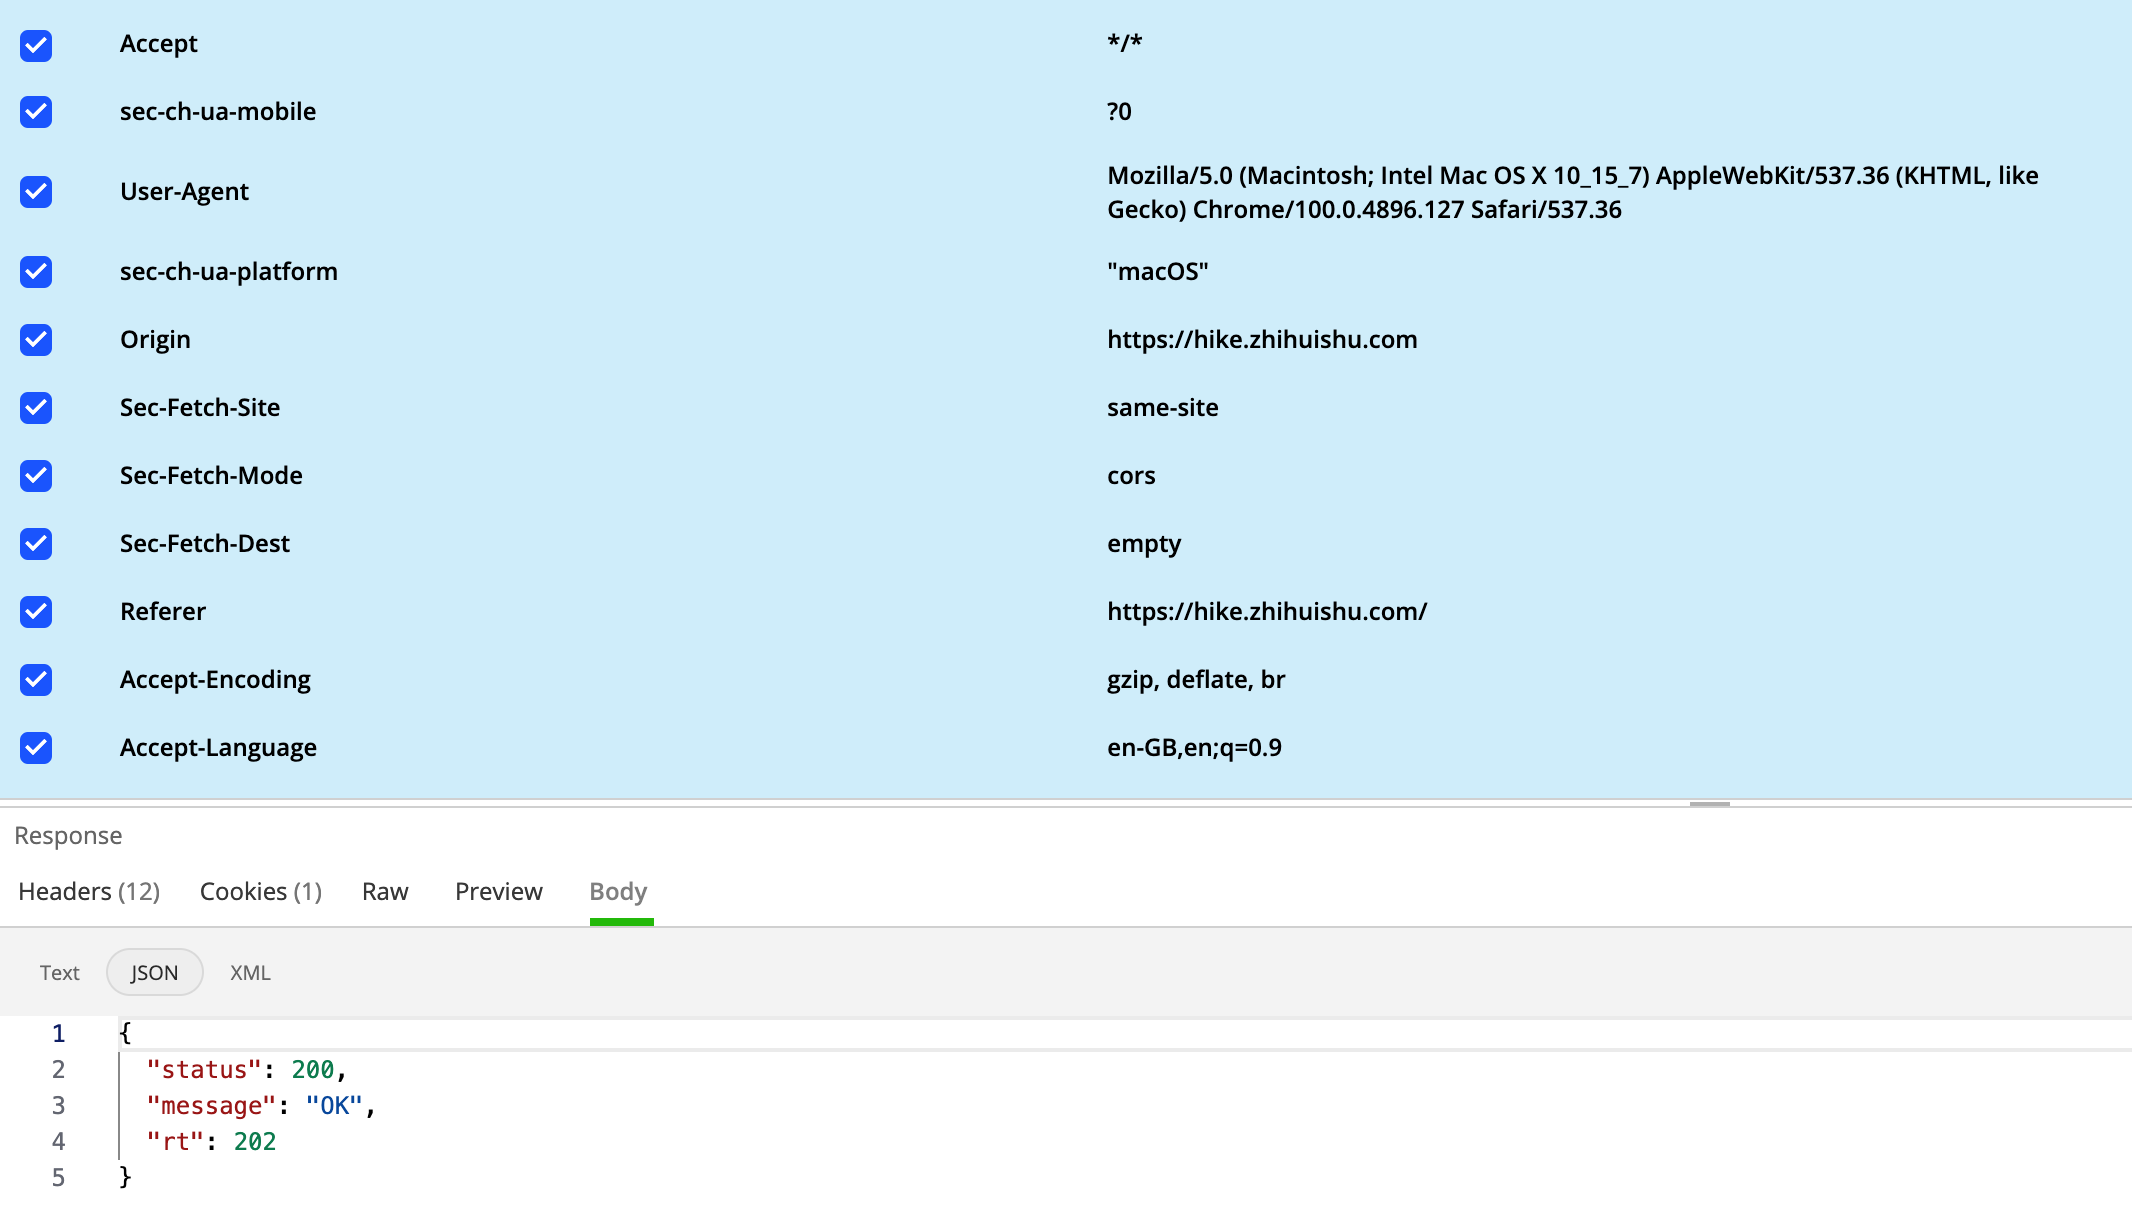 Accept */*
sec-ch-ua-mobile ?0
User-Agent Mozilla/5.0 (Macintosh; Intel Mac OS X 10_15_7) AppleWebKit/537.36 (KHTML, like
Gecko) Chrome/100.0.4896.127 Safari/537.36
sec-ch-ua-platform "macOS"
Origin https://hike.zhihuishu.com
Sec-Fetch-Site same-site
Sec-Fetch-Mode cors
Sec-Fetch-Dest empty
Referer https://hike.zhihuishu.com/
Accept-Encoding gzip, deflate, br
Accept-Language en-GB,en;q=0.9
Response
Headers (12) Cookies (1) Raw Preview Body
Text JSON XML
1 {
2 "status": 200,
3 "message": "OK",
4 "rt": 202
5 }